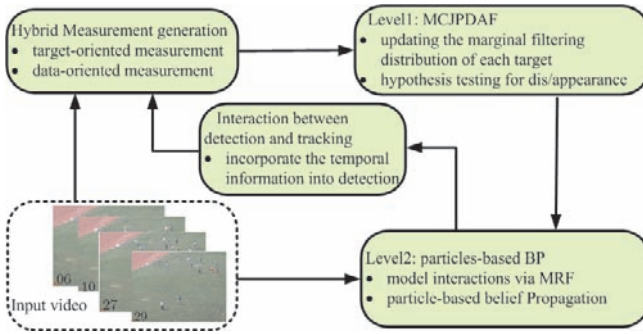 Hybrid Measurement generation
• target-oriented measurement
• data-oriented measurement
Level1: MCJPDAF
• updating the marginal filtering
distribution of each target
• hypothesis testing for dis/appearance
Interaction between
detection and tracking
• incorporate the temporal
information into detection
Input video
06
10
27
29
Level2: particles-based BP
• model interactions via MRF
• particle-based belief Propagation